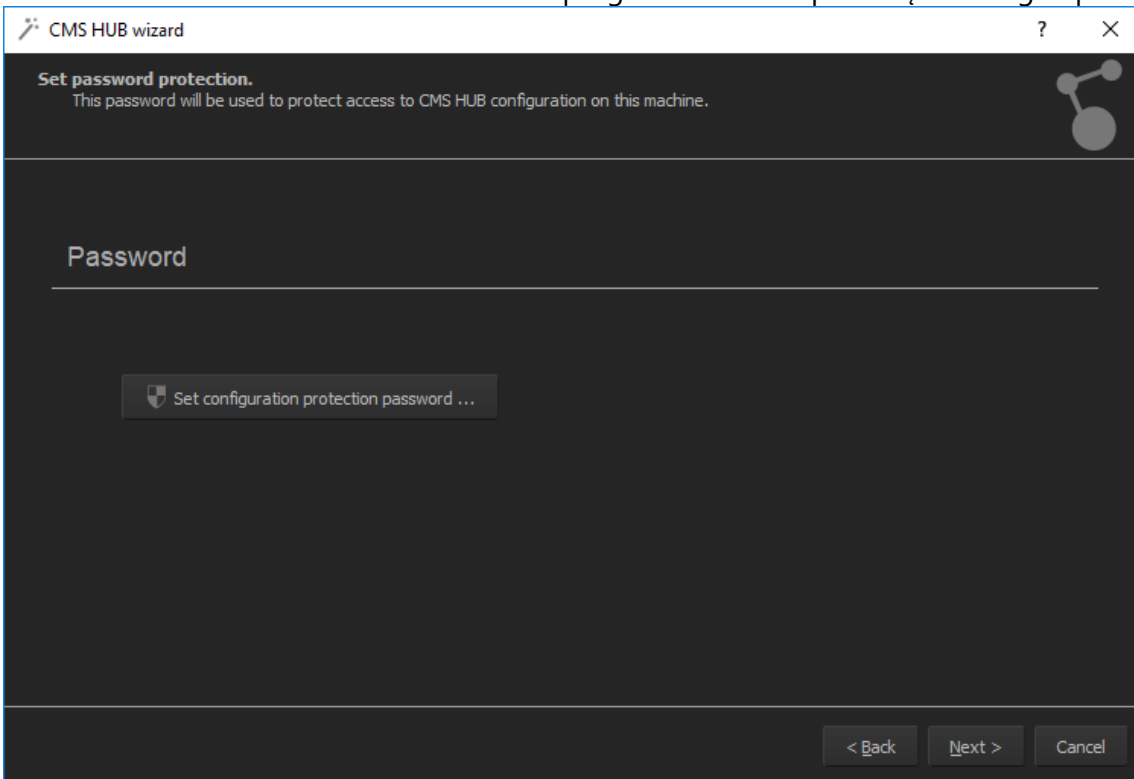 CMS HUB wizard ?
Set password protection.
This password will be used to protect access to CMS HUB configuration on this machine.
Password
Set configuration protection password ...
< Back Next > Cancel